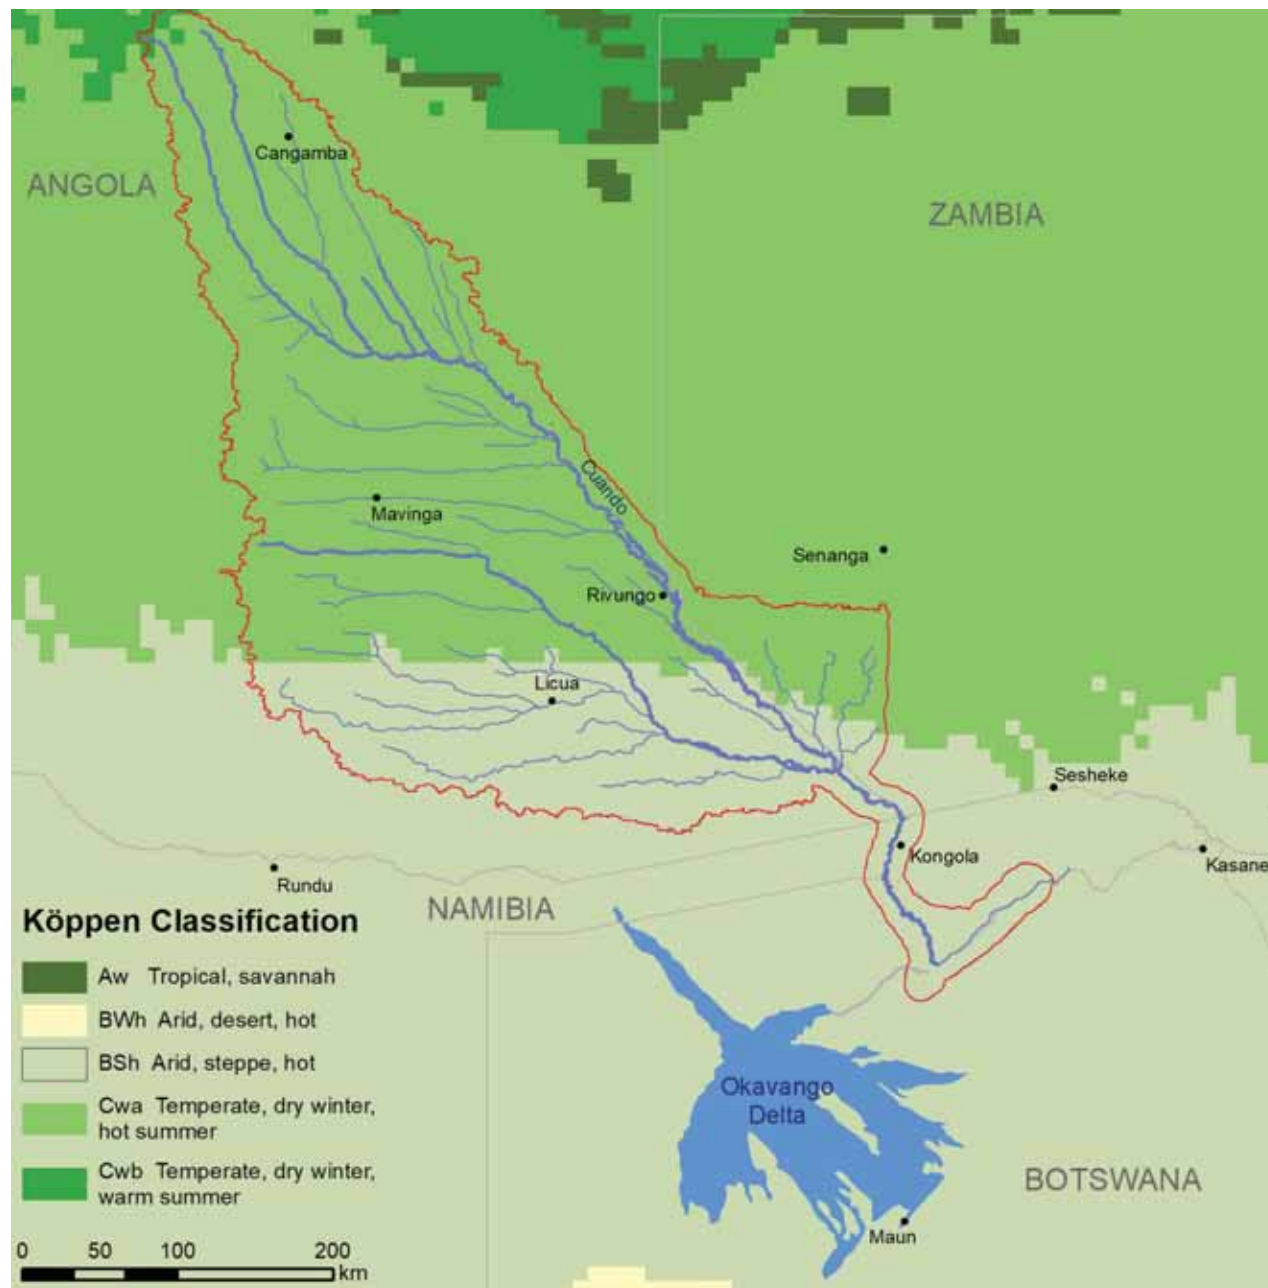 Cangamba
ANGOLA
ZAMBIA
Cuando
Mavinga
Senanga
Rivungo
Licua
Sesheke
Kongola
Kasane
Rundu
NAMIBIA
Köppen Classification
Aw Tropical, savannah
BWh Arid, desert, hot
BSh Arid, steppe, hot
Cwa Temperate, dry winter,
hot summer
Cwb Temperate, dry winter,
warm summer
Okavango
Delta
BOTSWANA
Maun
0 50 100 200
km